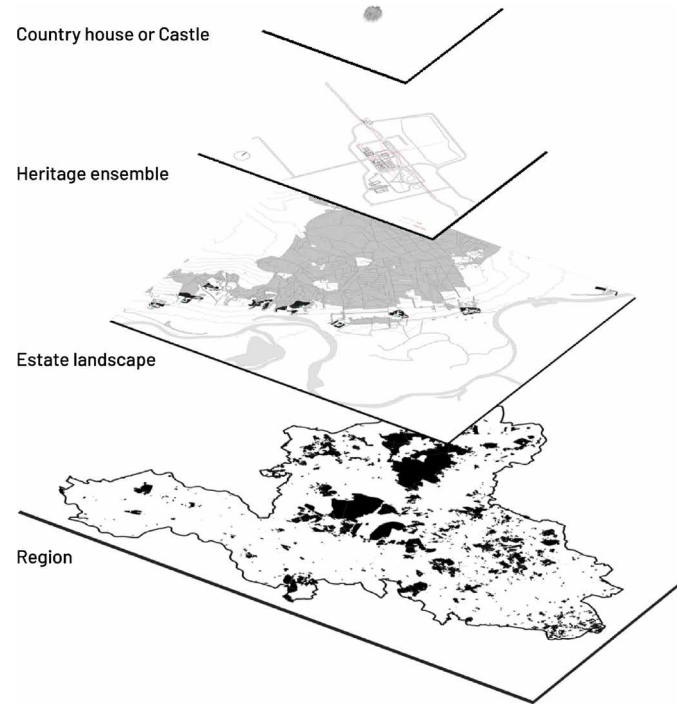 Country house or Castle
Heritage ensemble
Estate landscape
Region